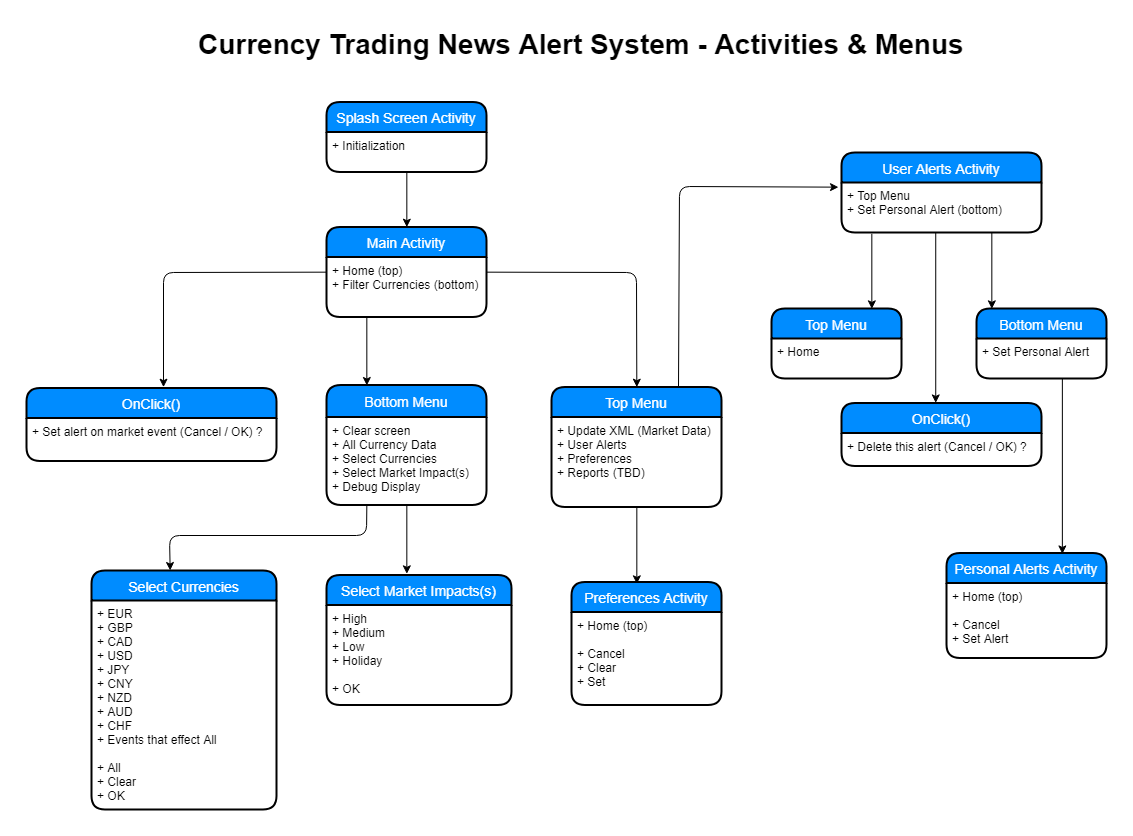 Currency Trading News Alert System - Activities & Menus
Splash Screen Activity
+ Initialization
User Alerts Activity
+ Top Menu
+ Set Personal Alert (bottom)
Main Activity
+ Home (top)
+ Filter Currencies (bottom)
Top Menu
+ Home
Bottom Menu
+ Set Personal Alert
OnClick()
+ Set alert on market event (Cancel / OK) ?
Bottom Menu
+ Clear screen
+ All Currency Data
+ Select Currencies
+ Select Market Impact(s)
+ Debug Display
Top Menu
+ Update XML (Market Data)
+ User Alerts
+ Preferences
+ Reports (TBD)
OnClick()
+ Delete this alert (Cancel / OK) ?
Select Currencies
+ EUR
+ GBP
+ CAD
+ USD
+ JPY
+ CNY
+ NZD
+ AUD
+ CHF
+ Events that effect All
+ All
+ Clear
+ OK
Select Market Impacts(s)
+ High
+ Medium
+ Low
+ Holiday
+ OK
Preferences Activity
+ Home (top)
+ Cancel
+ Clear
+ Set
Personal Alerts Activity
+ Home (top)
+ Cancel
+ Set Alert